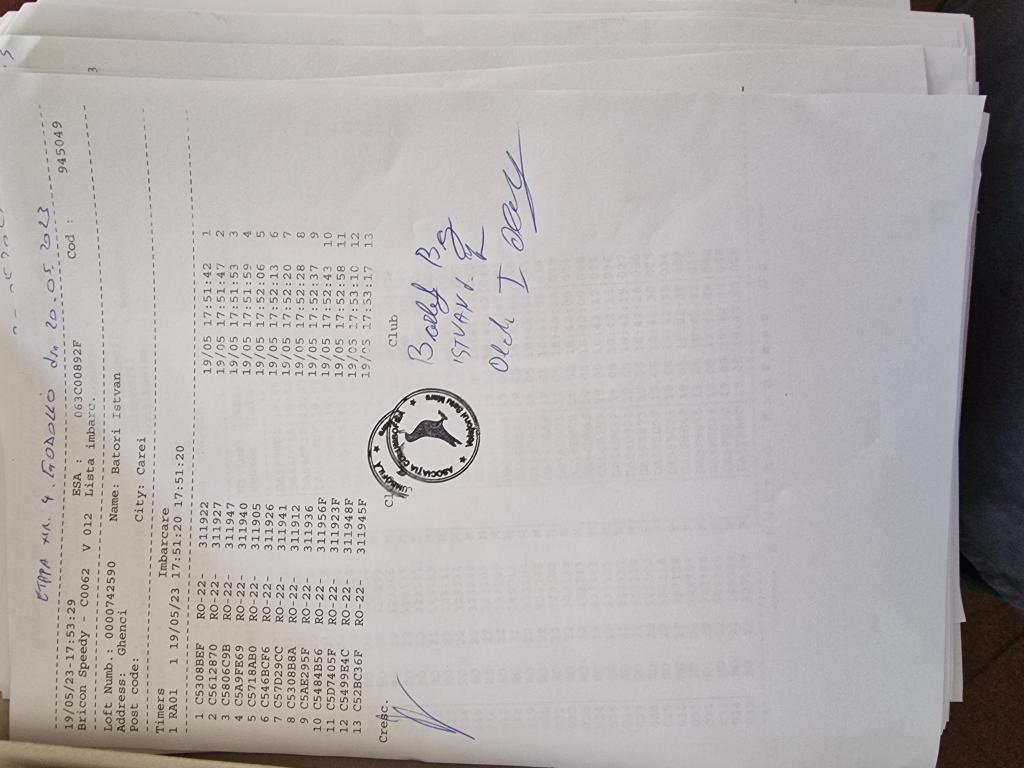 ETAPA NR. 4 GODOLLO din 20.05.2023
3
19/05/23-17:53:29
Bricon Speedy - C0062 V 012 ESA : 063C00892F Cod : 945049
Lista imbarc.
Loft Numb.: 0000742590 Name: Batori Istvan
Address: Ghenci
Post code: City: Carei
Timers Imbarcare
1 RA01 1 19/05/23 17:51:20 17:51:20
1 C5308BEF RO-22- 311922 19/05 17:51:42 1
2 C5612870 RO-22- 311927 19/05 17:51:47 2
3 C5806C9B RO-22- 311947 19/05 17:51:53 3
4 C5A9FE69 RO-22- 311940 19/05 17:51:59 4
5 C5718AB0 RO-22- 311905 19/05 17:52:06 5
6 C546BCF6 RO-22- 311926 19/05 17:52:13 6
7 C57D29CC RO-22- 311941 19/05 17:52:20 7
8 C5308B8A RO-22- 311912 19/05 17:52:28 8
9 C5AE295F RO-22- 311936 19/05 17:52:37 9
10 C5484B56 RO-22- 311956F 19/05 17:52:43 10
11 C5D7405F RO-22- 311923F 19/05 17:52:58 11
12 C5499E4C RO-22- 311948F 19/05 17:53:10 12
13 C52BC36F RO-22- 311945F 19/05 17:53:17 13
Cresc. Club Club
ISTVAN